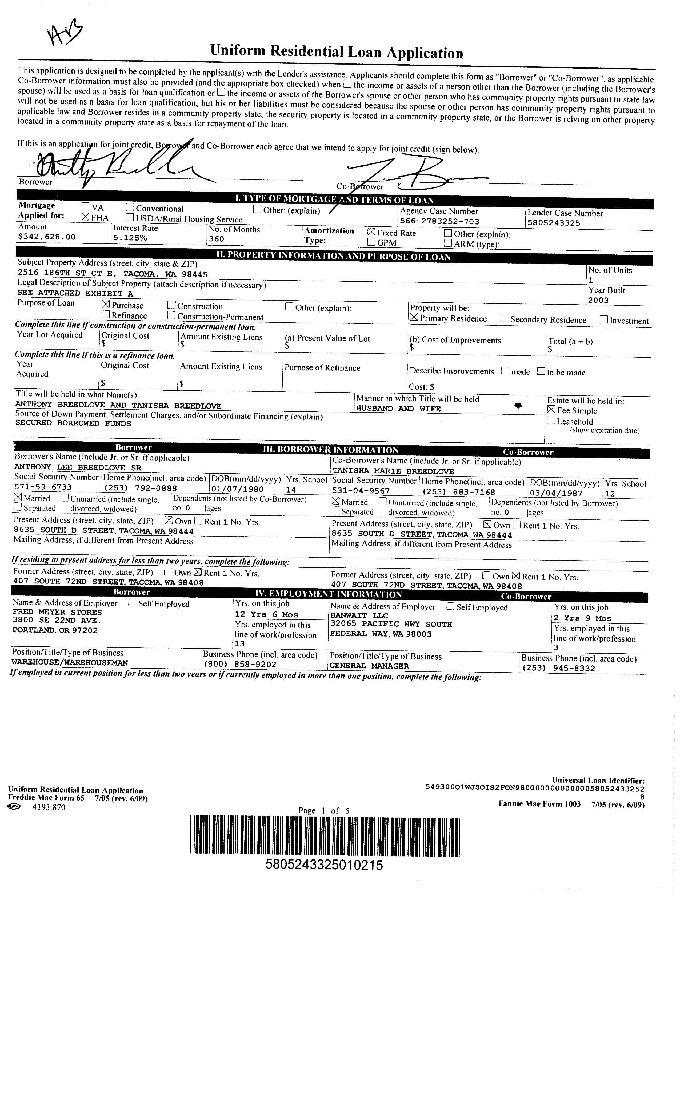 Uniform Residential Loan Application
This application is designed to be completed by the applicant(s) with the Lender's assistance. Applicants should complete this form as "Borrower" or "Co-Borrower", as applicable.
Co-Borrower information must also be provided (and the appropriate box checked) when the income or assets of a person other than the Borrower (including the Borrower's
spouse) will be used as a basis for loan qualification or the income or assets of the Borrower's spouse or other person who has community property rights pursuant to state law
will not be used as a basis for loan qualification, but his or her liabilities must be considered because the spouse or other person has community property rights pursuant to
applicable law and Borrower resides in a community property state, the security property is located in a community property state, or the Borrower is relying on other property
located in a community property state as a basis for repayment of the loan.
If this is an application for joint credit, Borrower and Co-Borrower each agree that we intend to apply for joint credit (sign below):
Borrower Co-Borrower
I. TYPE OF MORTGAGE AND TERMS OF LOAN
Mortgage VA Conventional Other: (explain) Agency Case Number Lender Case Number
Applied for: FHA USDA/Rural Housing Service 566-2783252-703 5805243325
Amount Interest Rate No. of Months Amortization Fixed Rate Other (explain):
$342,628.00 5.125% 360 Type: GPM ARM (type):
II. PROPERTY INFORMATION AND PURPOSE OF LOAN
Subject Property Address (street, city, state & ZIP) No. of Units
2516 186TH ST CT E, TACOMA, WA 98445 1
Legal Description of Subject Property (attach description if necessary) Year Built
SEE ATTACHED EXHIBIT A 2003
Purpose of Loan Purchase Construction Other (explain): Property will be:
Refinance Construction-Permanent Primary Residence Secondary Residence Investment
Complete this line if construction or construction-permanent loan.
Year Lot Acquired Original Cost Amount Existing Liens (a) Present Value of Lot (b) Cost of Improvements Total (a + b)
$ $ $ $ $
Complete this line if this is a refinance loan.
Year Original Cost Amount Existing Liens Purpose of Refinance Describe Improvements made to be made
Acquired $ $ Cost: $
Title will be held in what Name(s) Manner in which Title will be held Estate will be held in:
ANTHONY BREEDLOVE AND TANISHA BREEDLOVE HUSBAND AND WIFE Fee Simple
Source of Down Payment, Settlement Charges, and/or Subordinate Financing (explain) Leasehold
SECURED BORROWED FUNDS (show expiration date)
Borrower III. BORROWER INFORMATION Co-Borrower
Borrower's Name (include Jr. or Sr. if applicable) Co-Borrower's Name (include Jr. or Sr. if applicable)
ANTHONY LEE BREEDLOVE SR TANISHA MARIE BREEDLOVE
Social Security Number Home Phone(incl. area code) DOB(mm/dd/yyyy) Yrs. School Social Security Number Home Phone(incl. area code) DOB(mm/dd/yyyy) Yrs. School
571-53-6733 (253) 792-0888 01/07/1980 14 531-04-9567 (253) 883-7168 03/04/1987 12
Married Unmarried (include single, Dependents (not listed by Co-Borrower) Married Unmarried (include single, Dependents (not listed by Borrower)
Separated divorced, widowed) no. 0 ages Separated divorced, widowed) no. 0 ages
Present Address (street, city, state, ZIP) Own Rent 1 No. Yrs. Present Address (street, city, state, ZIP) Own Rent 1 No. Yrs.
8635 SOUTH D STREET, TACOMA, WA 98444 8635 SOUTH D STREET, TACOMA, WA 98444
Mailing Address, if different from Present Address Mailing Address, if different from Present Address
If residing at present address for less than two years, complete the following:
Former Address (street, city, state, ZIP) Own Rent 1 No. Yrs. Former Address (street, city, state, ZIP) Own Rent 1 No. Yrs.
407 SOUTH 72ND STREET, TACOMA, WA 98408 407 SOUTH 72ND STREET, TACOMA, WA 98408
Borrower IV. EMPLOYMENT INFORMATION Co-Borrower
Name & Address of Employer Self Employed Yrs. on this job Name & Address of Employer Self Employed Yrs. on this job
FRED MEYER STORES 12 Yrs 6 Mos BANWAIT LLC 2 Yrs 9 Mos
3800 SE 22ND AVE. Yrs. employed in this 32065 PACIFIC HWY SOUTH Yrs. employed in this
PORTLAND, OR 97202 line of work/profession FEDERAL WAY, WA 98003 line of work/profession
13 3
Position/Title/Type of Business Business Phone (incl. area code) Position/Title/Type of Business Business Phone (incl. area code)
WAREHOUSE/WAREHOUSEMAN (800) 858-9202 GENERAL MANAGER (253) 945-8332
If employed in current position for less than two years or if currently employed in more than one position, complete the following:
Universal Loan Identifier:
Uniform Residential Loan Application
Freddie Mac Form 65 7/05 (rev. 6/09) Fannie Mae Form 1003 7/05 (rev. 6/09)
4393.870 Page 1 of 5
5805243325010215